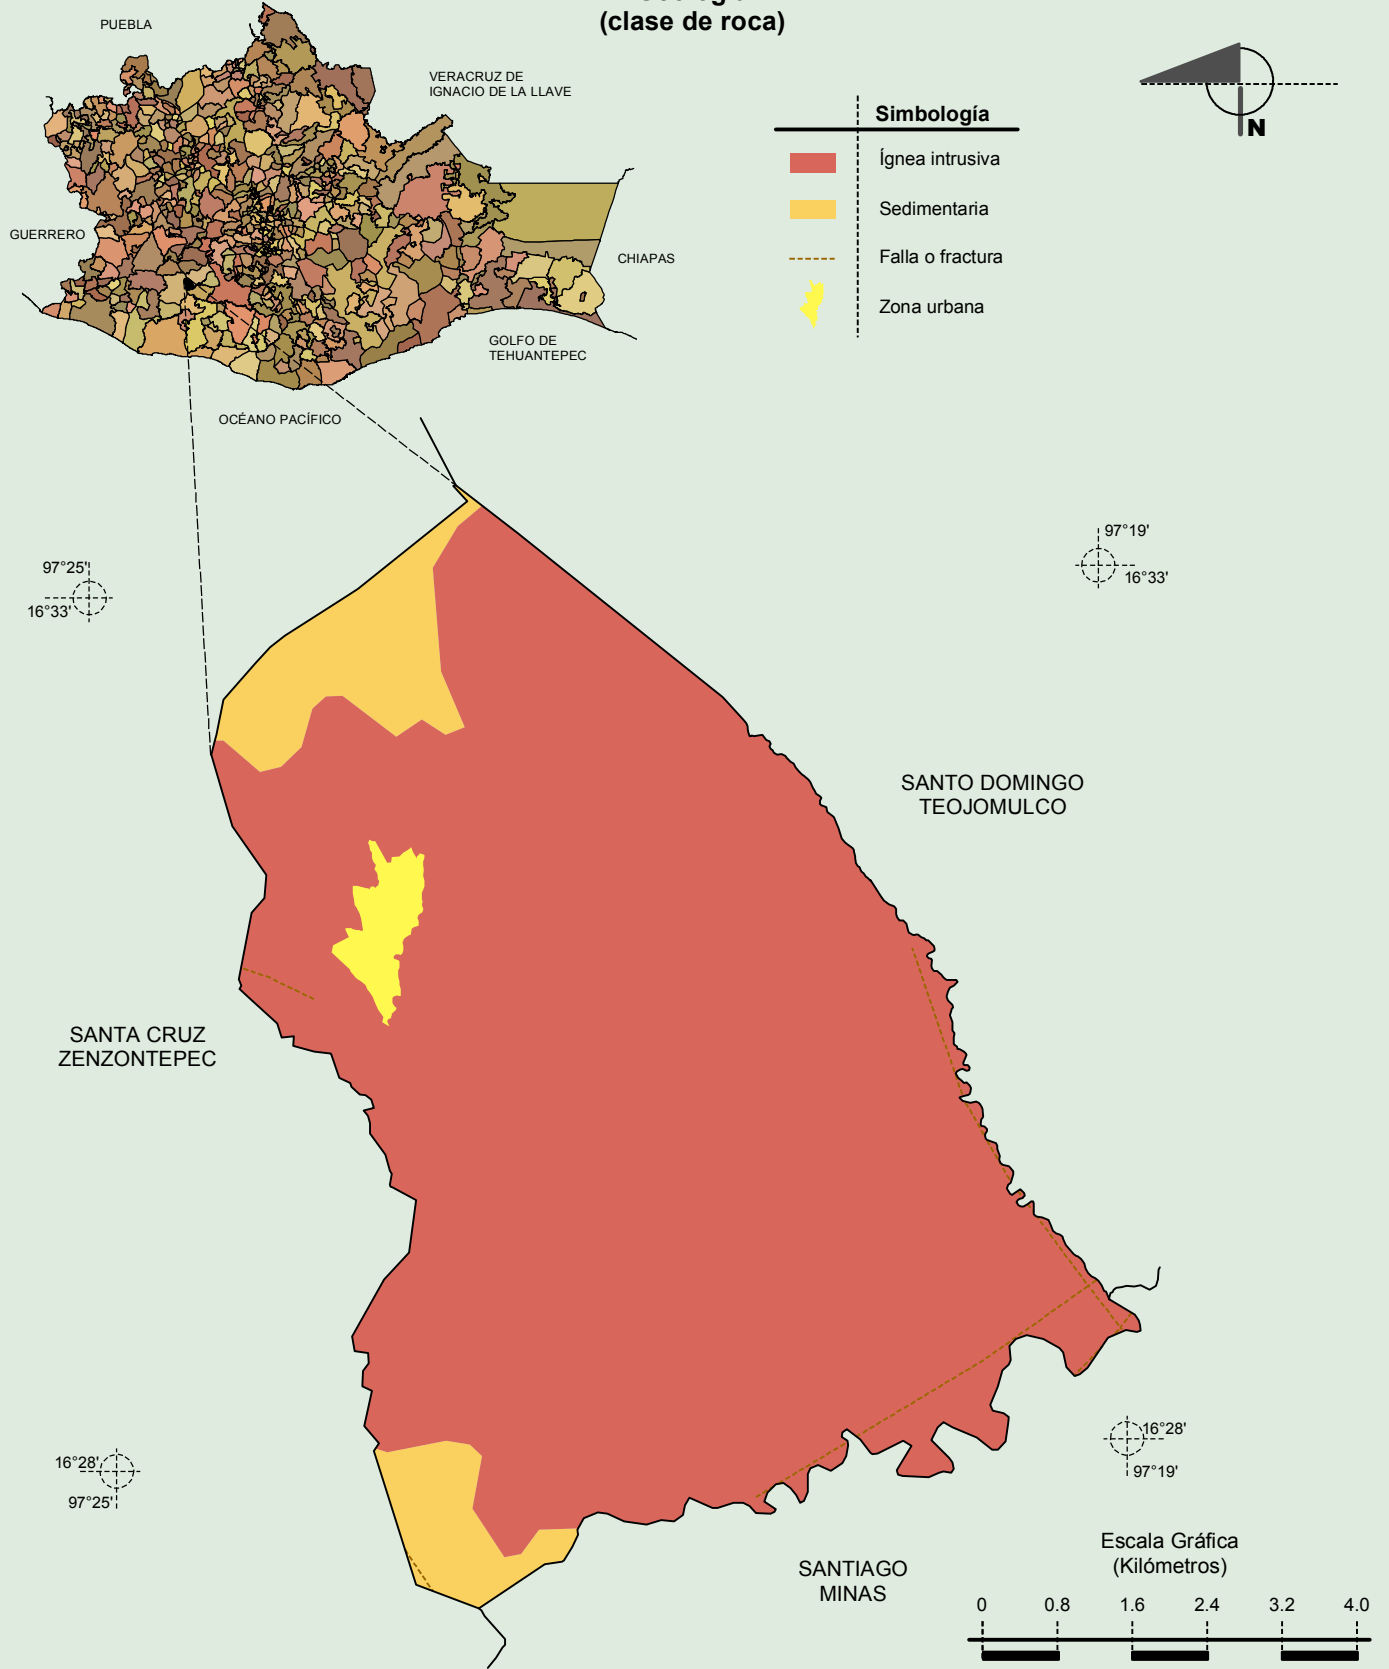 (clase de roca)
PUEBLA
VERACRUZ DE
IGNACIO DE LA LLAVE
GUERRERO
CHIAPAS
GOLFO DE
TEHUANTEPEC
OCÉANO PACÍFICO
N
Simbología
Ígnea intrusiva
Sedimentaria
Falla o fractura
Zona urbana
97°25'
16°33'
97°19'
16°33'
SANTO DOMINGO
TEOJOMULCO
SANTA CRUZ
ZENZONTEPEC
16°28'
97°25'
16°28'
97°19'
SANTIAGO
MINAS
Escala Gráfica
(Kilómetros)
0 0.8 1.6 2.4 3.2 4.0